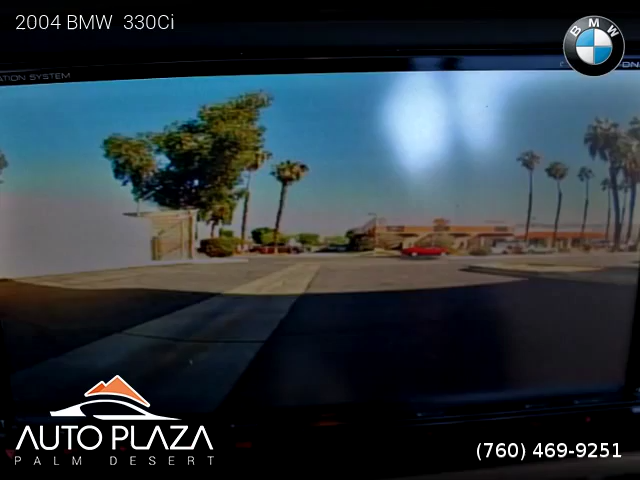 2004 BMW 330Ci
BMW
ATION SYSTEM
AUTO PLAZA
PALM DESERT
(760) 469-9251